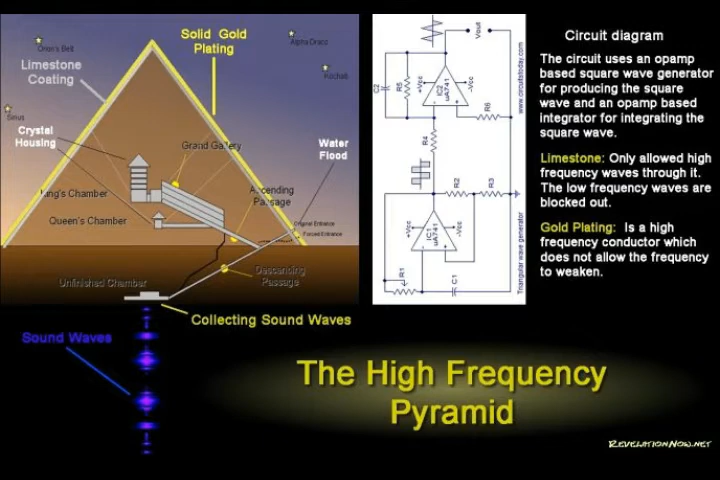 Solid Gold
Plating
Orion's Belt
Alpha Draco
Limestone
Coating
Kochab
Sirius
Crystal
Housing
Grand Gallery
Water
Flood
King's Chamber
Ascending
Passage
Queen's Chamber
Original Entrance
Forced Entrance
Unfinished Chamber
Descending
Passage
Collecting Sound Waves
Sound Waves
Vout
C2
R5
+Vcc
IC2
uA741
-Vcc
R6
R4
R2
R3
+Vcc
IC1
uA741
-Vcc
R1
C1
www.circuitstoday.com
Triangular wave generator
Circuit diagram
The circuit uses an opamp
based square wave generator
for producing the square
wave and an opamp based
integrator for integrating the
square wave.
Limestone: Only allowed high
frequency waves through it.
The low frequency waves are
blocked out.
Gold Plating: Is a high
frequency conductor which
does not allow the frequency
to weaken.
The High Frequency
Pyramid
RevelationNow.net